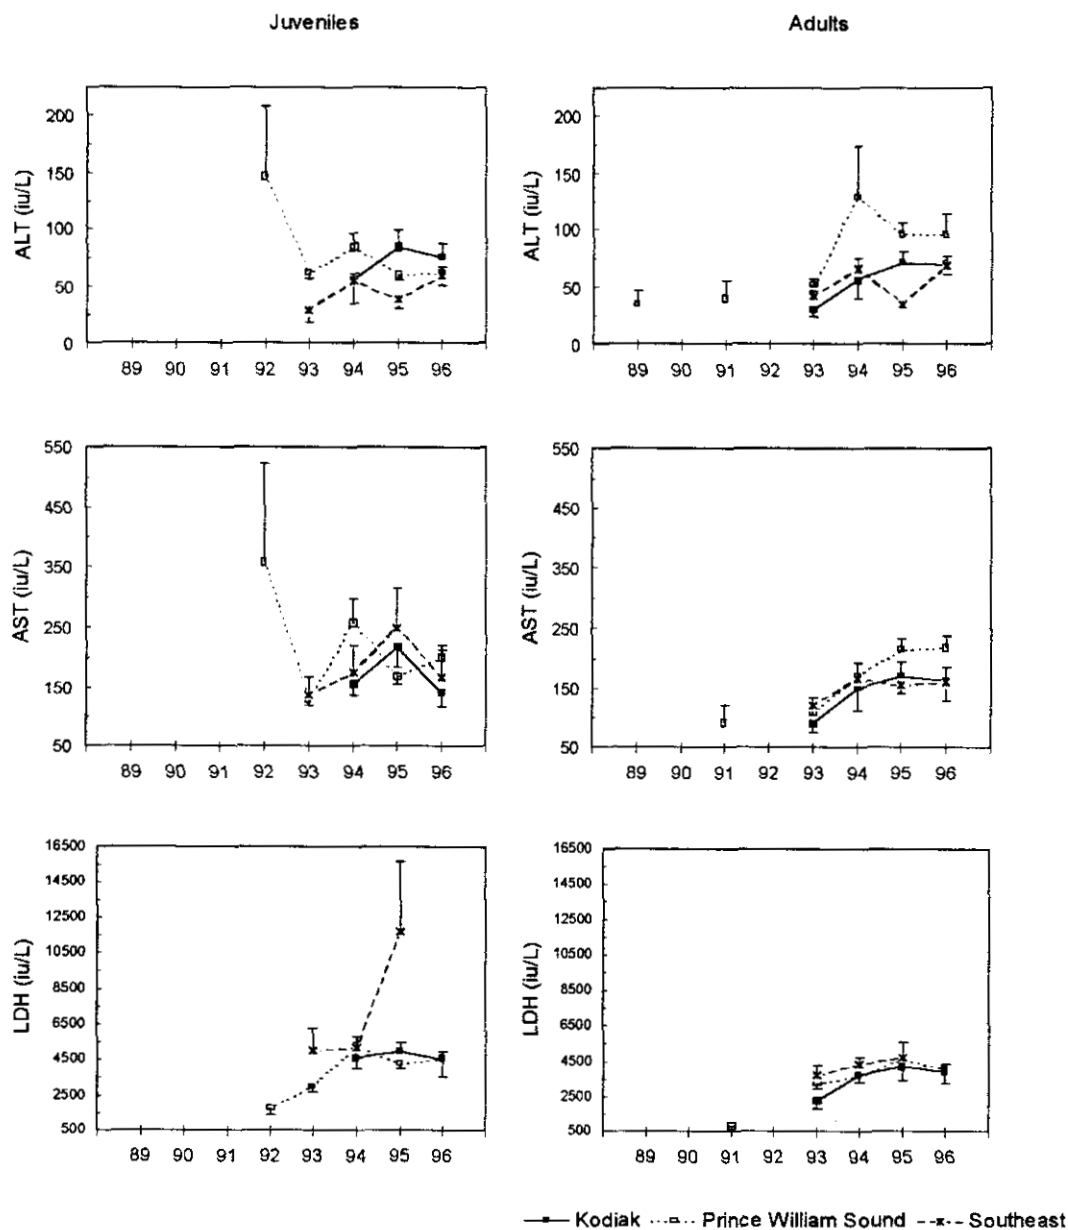 Juveniles
Adults
ALT (iu/L)
200
150
100
50
0
89 90 91 92 93 94 95 96
ALT (iu/L)
200
150
100
50
0
89 90 91 92 93 94 95 96
AST (iu/L)
550
450
350
250
150
50
89 90 91 92 93 94 95 96
AST (iu/L)
550
450
350
250
150
50
89 90 91 92 93 94 95 96
LDH (iu/L)
16500
14500
12500
10500
8500
6500
4500
2500
500
89 90 91 92 93 94 95 96
LDH (iu/L)
16500
14500
12500
10500
8500
6500
4500
2500
500
89 90 91 92 93 94 95 96
Kodiak Prince William Sound Southeast